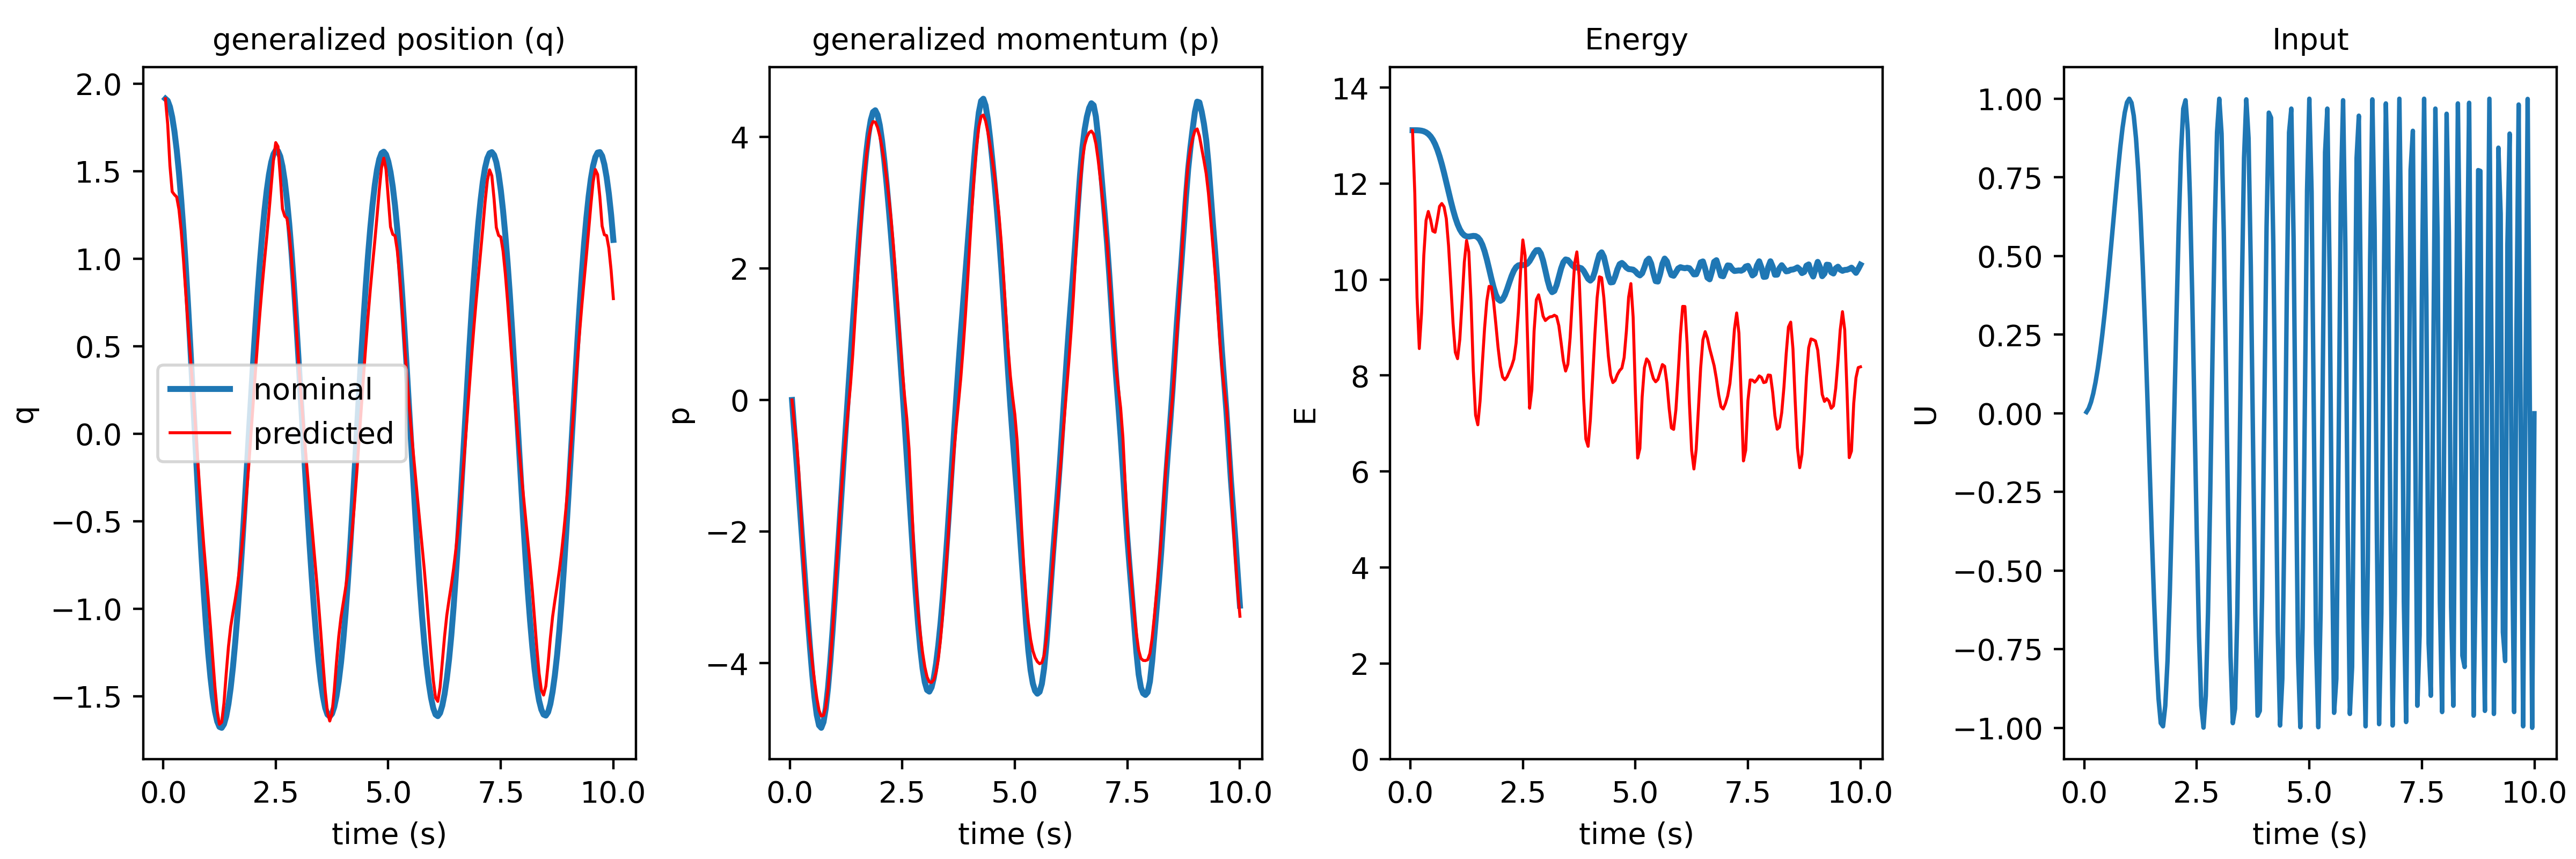 generalized position (q)
2.0
1.5
1.0
0.5
0.0
−0.5
−1.0
−1.5
q
nominal
predicted
0.0 2.5 5.0 7.5 10.0
time (s)
generalized momentum (p)
4
2
0
−2
−4
p
0.0 2.5 5.0 7.5 10.0
time (s)
Energy
14
12
10
8
6
4
2
0
E
0.0 2.5 5.0 7.5 10.0
time (s)
Input
1.00
0.75
0.50
0.25
0.00
−0.25
−0.50
−0.75
−1.00
U
0.0 2.5 5.0 7.5 10.0
time (s)